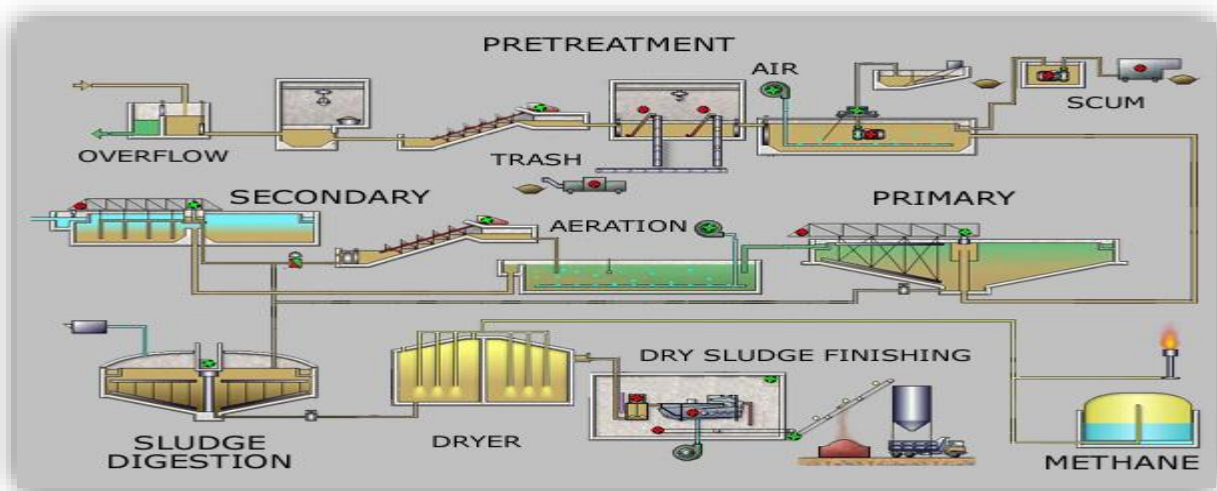 PRETREATMENT
AIR
SCUM
OVERFLOW
TRASH
SECONDARY
PRIMARY
AERATION
DRY SLUDGE FINISHING
SLUDGE
DIGESTION
DRYER
METHANE